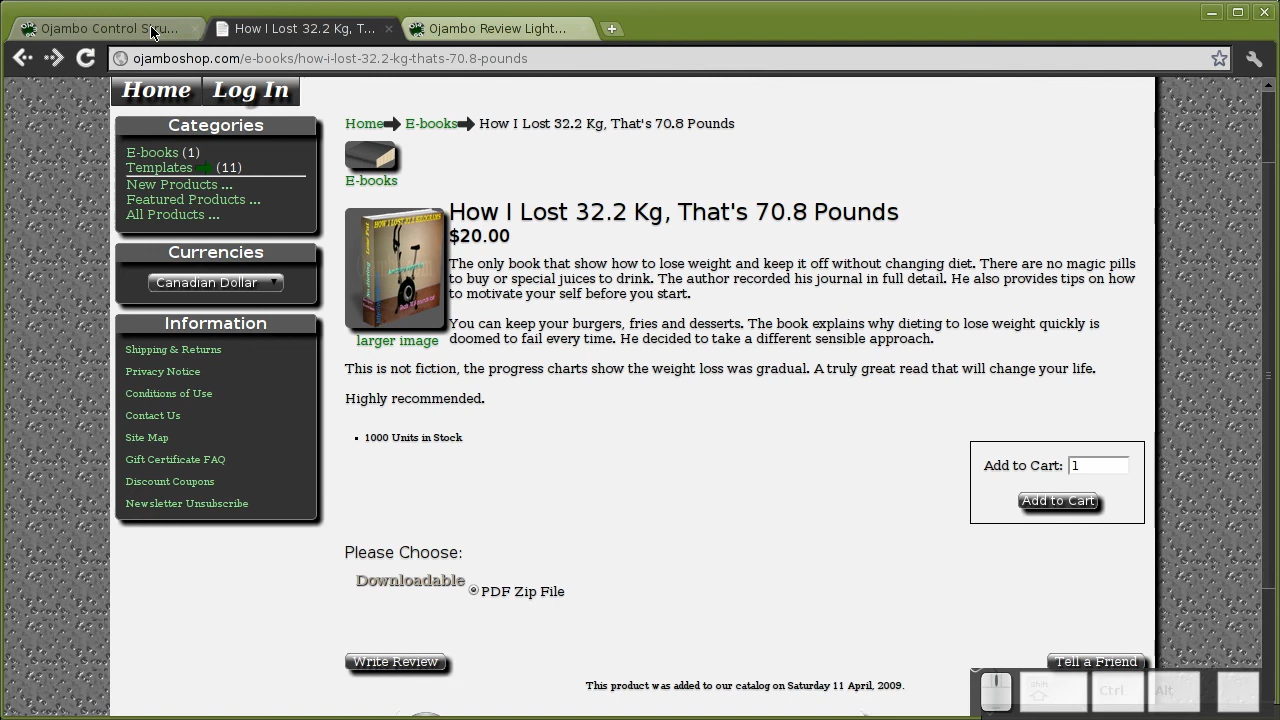 Ojambo Control Stru...
How I Lost 32.2 Kg, T...
Ojambo Review Light...
ojamboshop.com/e-books/how-i-lost-32.2-kg-thats-70.8-pounds
Home Log In
Categories
E-books (1)
Templates (11)
New Products ...
Featured Products ...
All Products ...
Currencies
Canadian Dollar
Information
Shipping & Returns
Privacy Notice
Conditions of Use
Contact Us
Site Map
Gift Certificate FAQ
Discount Coupons
Newsletter Unsubscribe
Home E-books How I Lost 32.2 Kg, That's 70.8 Pounds
E-books
larger image
How I Lost 32.2 Kg, That's 70.8 Pounds
$20.00
The only book that show how to lose weight and keep it off without changing diet. There are no magic pills
to buy or special juices to drink. The author recorded his journal in full detail. He also provides tips on how
to motivate your self before you start.
You can keep your burgers, fries and desserts. The book explains why dieting to lose weight quickly is
doomed to fail every time. He decided to take a different sensible approach.
This is not fiction, the progress charts show the weight loss was gradual. A truly great read that will change your life.
Highly recommended.
1000 Units in Stock
Add to Cart: 1
Add to Cart
Please Choose:
Downloadable
PDF Zip File
Write Review
Tell a Friend
This product was added to our catalog on Saturday 11 April, 2009.
Shift
Ctrl
Alt